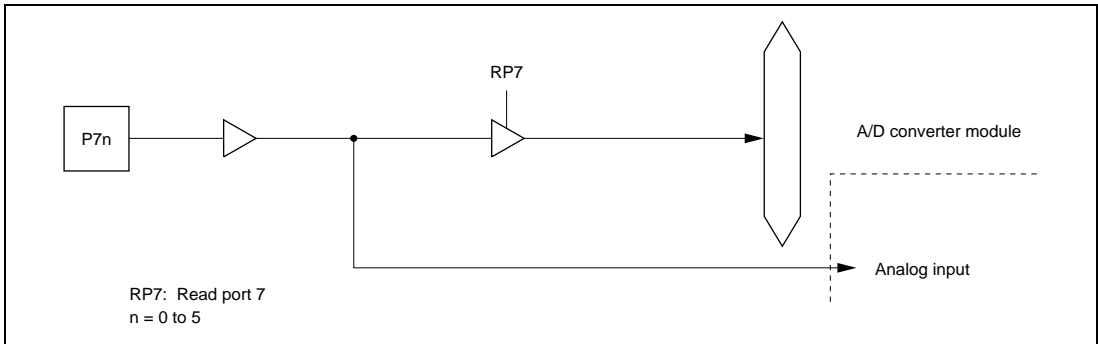 RP7
P7n
A/D converter module
Analog input
RP7: Read port 7
n = 0 to 5